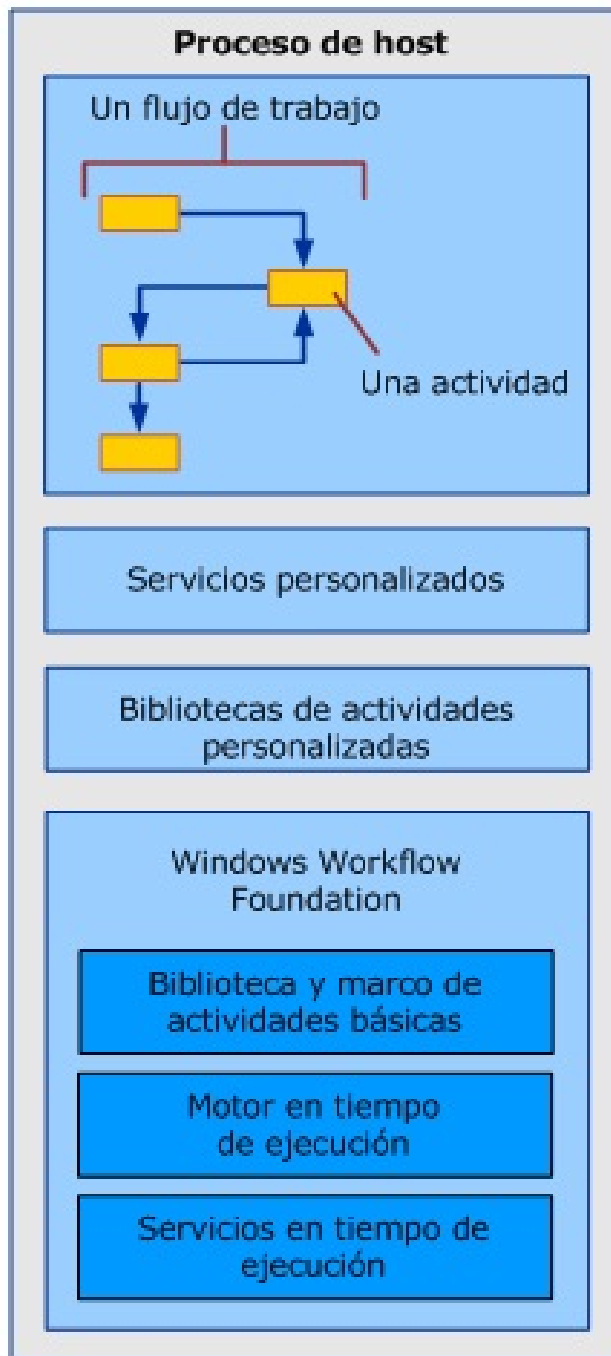 Proceso de host
Un flujo de trabajo
Una actividad
Servicios personalizados
Bibliotecas de actividades
personalizadas
Windows Workflow
Foundation
Biblioteca y marco de
actividades básicas
Motor en tiempo
de ejecución
Servicios en tiempo de
ejecución